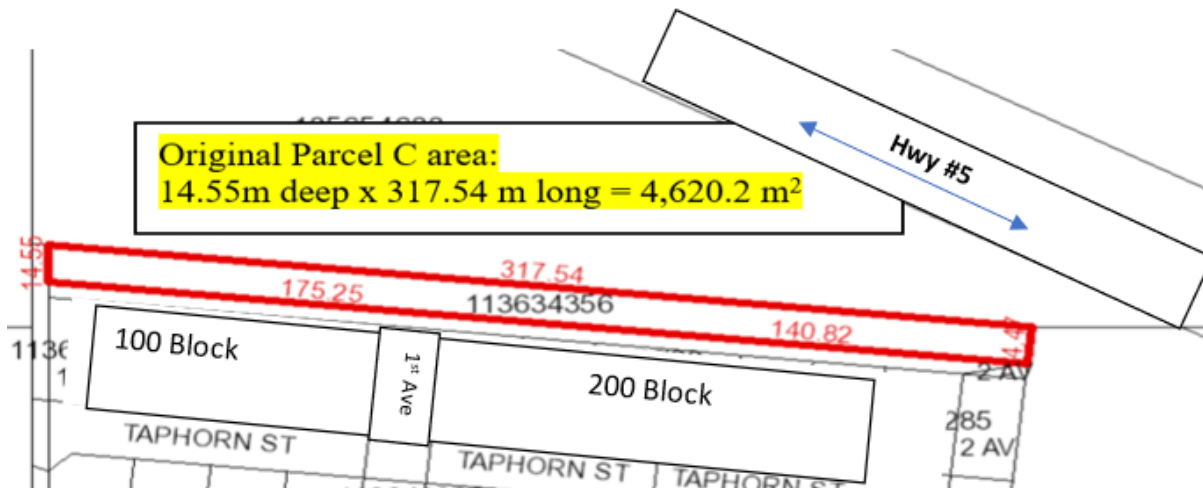 Original Parcel C area:
14.55m deep x 317.54 m long = 4,620.2 m²
Hwy #5
14.55
317.54
175.25
113634356
140.82
2 AV
100 Block
1st Ave
200 Block
285
2 AV
TAPHORN ST
TAPHORN ST
TAPHORN ST